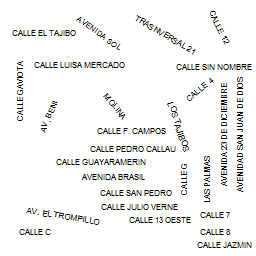 AVENIDA SOL
TRASNVERSAL 21
CALLE 12
CALLE EL TAJIBO
CALLE LUISA MERCADO
CALLE SIN NOMBRE
CALLE GAVIOTA
AV. BENI
MOLINA
LOS TAJIBOS
CALLE 4
AVENIDA 23 DE DICIEMBRE
AVENIDAD SAN JUAN DE DIOS
CALLE F. CAMPOS
CALLE PEDRO CALLAU
CALLE GUAYARAMERIN
AVENIDA BRASIL
CALLE G
LAS PALMAS
CALLE SAN PEDRO
CALLE JULIO VERNE
AV. EL TROMPILLO
CALLE 13 OESTE
CALLE 7
CALLE C
CALLE 8
CALLE JAZMIN